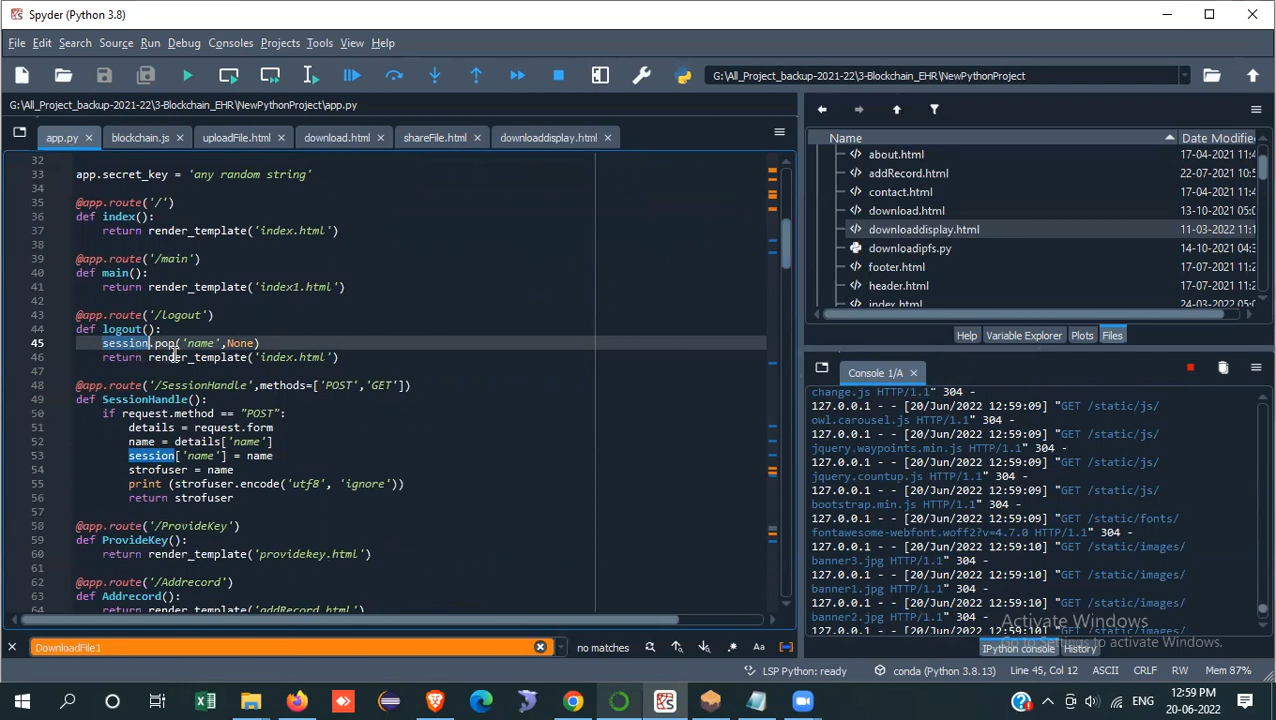 Spyder (Python 3.8)
File Edit Search Source Run Debug Consoles Projects Tools View Help
G:\All_Project_backup-2021-22\3-Blockchain_EHR\NewPythonProject
G:\All_Project_backup-2021-22\3-Blockchain_EHR\NewPythonProject\app.py
app.py blockchain.js uploadFile.html download.html shareFile.html downloaddisplay.html
32
33 app.secret_key = 'any random string'
34
35 @app.route('/')
36 def index():
37 return render_template('index.html')
38
39 @app.route('/main')
40 def main():
41 return render_template('index1.html')
42
43 @app.route('/logout')
44 def logout():
45 session.pop('name',None)
46 return render_template('index.html')
47
48 @app.route('/SessionHandle',methods=['POST','GET'])
49 def SessionHandle():
50 if request.method == "POST":
51 details = request.form
52 name = details['name']
53 session['name'] = name
54 strofuser = name
55 print (strofuser.encode('utf8', 'ignore'))
56 return strofuser
57
58 @app.route('/ProvideKey')
59 def ProvideKey():
60 return render_template('providekey.html')
61
62 @app.route('/Addrecord')
63 def Addrecord():
64 return render_template('addRecord.html')
DownloadFile1 no matches Aa
Name Date Modified
about.html 17-04-2021 11:4
addRecord.html 22-07-2021 10:4
contact.html 17-04-2021 11:4
download.html 13-10-2021 05:0
downloaddisplay.html 11-03-2022 11:1
downloadipfs.py 14-10-2021 04:3
footer.html 17-07-2021 11:4
header.html 17-07-2021 11:4
index.html 24-03-2022
Help Variable Explorer Plots Files
Console 1/A
change.js HTTP/1.1" 304 -
127.0.0.1 - - [20/Jun/2022 12:59:09] "GET /static/js/
owl.carousel.js HTTP/1.1" 304 -
127.0.0.1 - - [20/Jun/2022 12:59:09] "GET /static/js/
jquery.waypoints.min.js HTTP/1.1" 304 -
127.0.0.1 - - [20/Jun/2022 12:59:09] "GET /static/js/
jquery.countup.js HTTP/1.1" 304 -
127.0.0.1 - - [20/Jun/2022 12:59:09] "GET /static/js/
bootstrap.min.js HTTP/1.1" 304 -
127.0.0.1 - - [20/Jun/2022 12:59:09] "GET /static/fonts/
fontawesome-webfont.woff2?v=4.7.0 HTTP/1.1" 304 -
127.0.0.1 - - [20/Jun/2022 12:59:10] "GET /static/images/
banner3.jpg HTTP/1.1" 304 -
127.0.0.1 - - [20/Jun/2022 12:59:10] "GET /static/images/
banner1.jpg HTTP/1.1" 304 -
127.0.0.1 - - [20/Jun/2022 12:59:10] "GET /static/images/
banner2.jpg HTTP/1.1" 304 -
127.0.0.1 - - [20/Jun/2022 12:59:10] "GET /static/images/
Activate Windows
Go to Settings to activate Windows.
IPython console History
LSP Python: ready conda (Python 3.8.13) Line 45, Col 12 ASCII CRLF RW Mem 87%
ENG 12:59 PM
20-06-2022